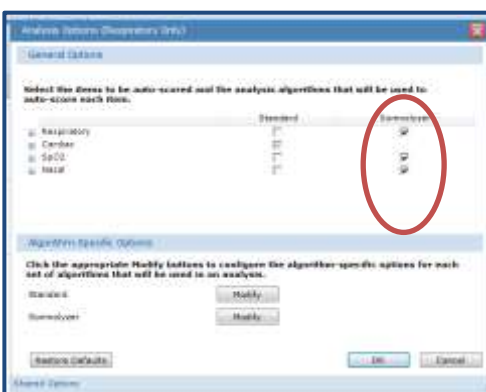 Analysis Options (Respiratory Only)
General Options
Select the items to be auto-scored and the analysis algorithms that will be used to
auto-score each item.
Standard Somnolyzer
Respiratory
Cardiac
SpO2
Nasal
Algorithm Specific Options
Click the appropriate Modify buttons to configure the algorithm-specific options for each
set of algorithms that will be used in an analysis.
Standard Modify
Somnolyzer Modify
Restore Defaults OK Cancel
Shared Options